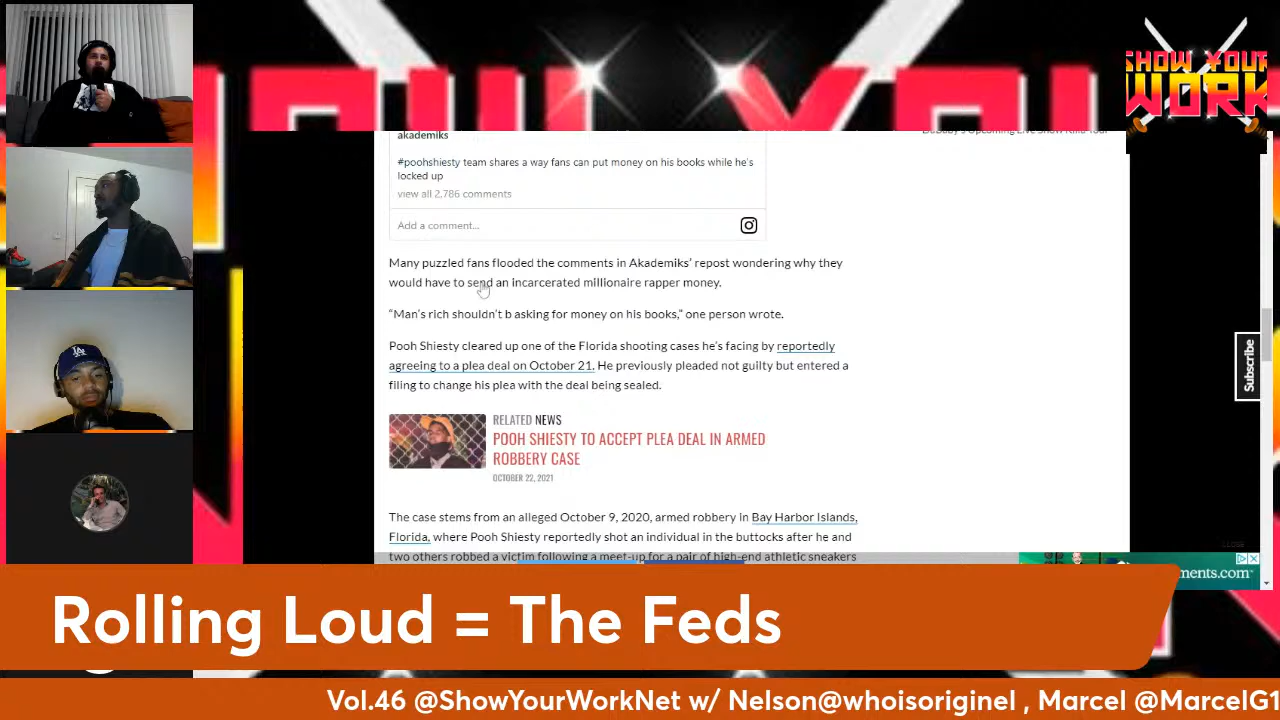 SHOW YOUR
WORK
akademiks
#poohshiesty team shares a way fans can put money on his books while he's
locked up
view all 2,786 comments
Add a comment...
Many puzzled fans flooded the comments in Akademiks’ repost wondering why they
would have to send an incarcerated millionaire rapper money.
“Man’s rich shouldn’t b asking for money on his books,” one person wrote.
Pooh Shiesty cleared up one of the Florida shooting cases he’s facing by reportedly
agreeing to a plea deal on October 21. He previously pleaded not guilty but entered a
filing to change his plea with the deal being sealed.
RELATED NEWS
POOH SHIESTY TO ACCEPT PLEA DEAL IN ARMED
ROBBERY CASE
OCTOBER 22, 2021
The case stems from an alleged October 9, 2020, armed robbery in Bay Harbor Islands,
Florida, where Pooh Shiesty reportedly shot an individual in the buttocks after he and
two others robbed a victim following a meet-up for a pair of high-end athletic sneakers
Subscribe
CLOSE
ments.com
Rolling Loud = The Feds
Vol.46 @ShowYourWorkNet w/ Nelson@whoisoriginel , Marcel @MarcelG1